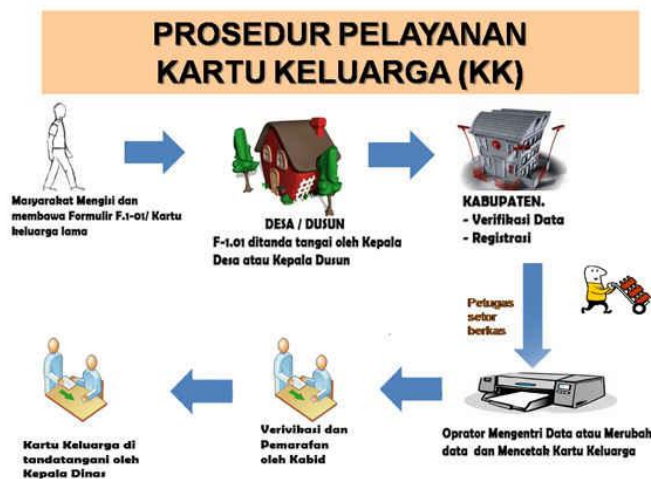 PROSEDUR PELAYANAN
KARTU KELUARGA (KK)
Masyarakat Mengisi dan
membawa Formulir F.1-01/ Kartu
keluarga lama
DESA / DUSUN
F-1.01 ditanda tangai oleh Kepala
Desa atau Kepala Dusun
KABUPATEN.
- Verifikasi Data
- Registrasi
Petugas
setor
berkas
Oprator Mengentri Data atau Merubah
data dan Mencetak Kartu Keluarga
Verivikasi dan
Pemarafan
oleh Kabid
Kartu Keluarga di
tandatangani oleh
Kepala Dinas